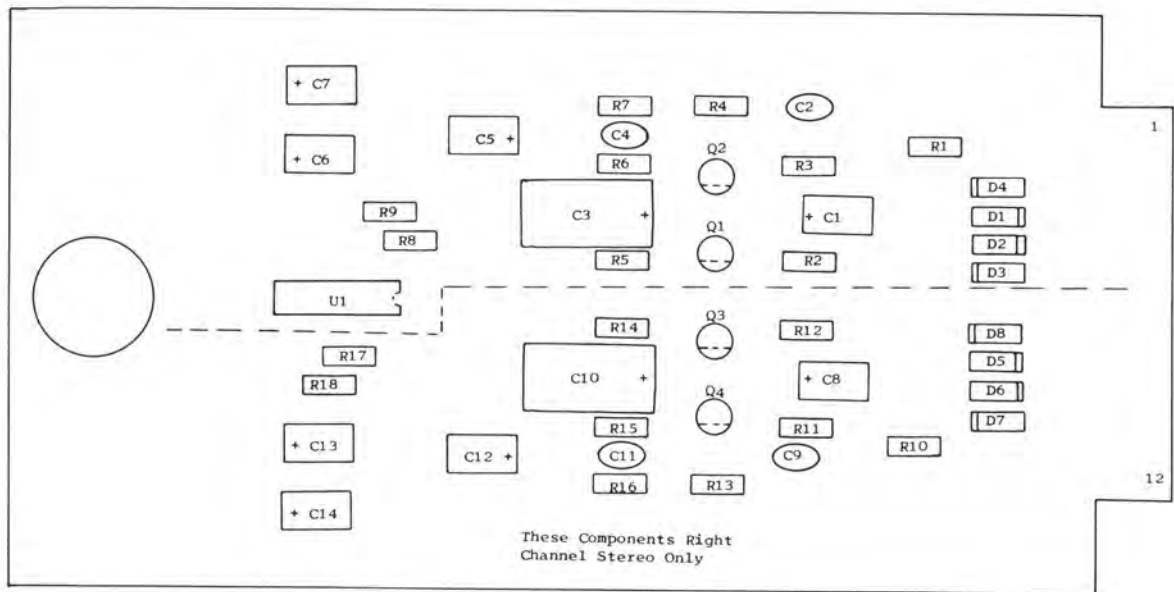 + C7
R7
R4
C2
1
C5 +
C4
+ C6
Q2
R1
R6
R3
D4
R9
C3 +
+ C1
D1
Q1
R8
D2
R5
R2
D3
U1
R14
Q3
R12
D8
R17
D5
R18
C10 +
+ C8
Q4
D6
D7
R15
R11
+ C13
R10
C12 +
C11
C9
12
R16
R13
+ C14
These Components Right
Channel Stereo Only